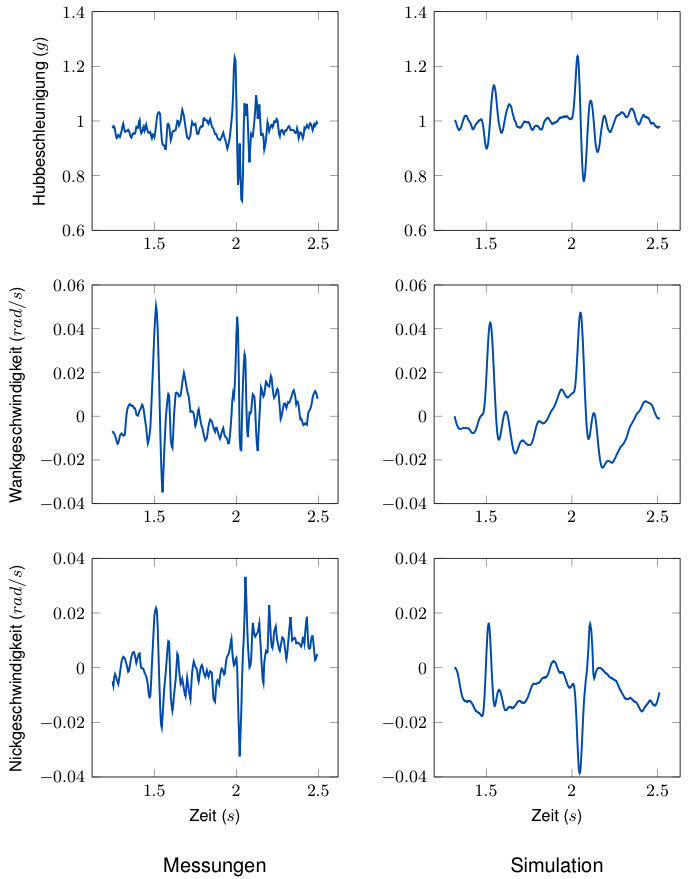 Hubbeschleunigung (g)
1.4
1.2
1
0.8
0.6
1.5 2 2.5
1.4
1.2
1
0.8
0.6
1.5 2 2.5
Wankgeschwindigkeit (rad/s)
0.06
0.04
0.02
0
−0.02
−0.04
1.5 2 2.5
0.06
0.04
0.02
0
−0.02
−0.04
1.5 2 2.5
Nickgeschwindigkeit (rad/s)
0.04
0.02
0
−0.02
−0.04
1.5 2 2.5
Zeit (s)
0.04
0.02
0
−0.02
−0.04
1.5 2 2.5
Zeit (s)
Messungen
Simulation